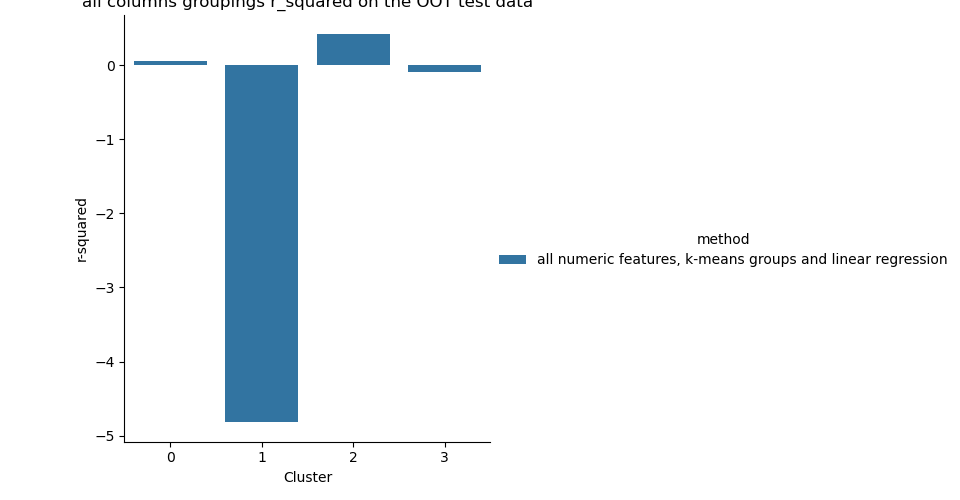 all columns groupings r_squared on the OOT test data
0
−1
−2
−3
−4
−5
r-squared
0 1 2 3
Cluster
method
all numeric features, k-means groups and linear regression